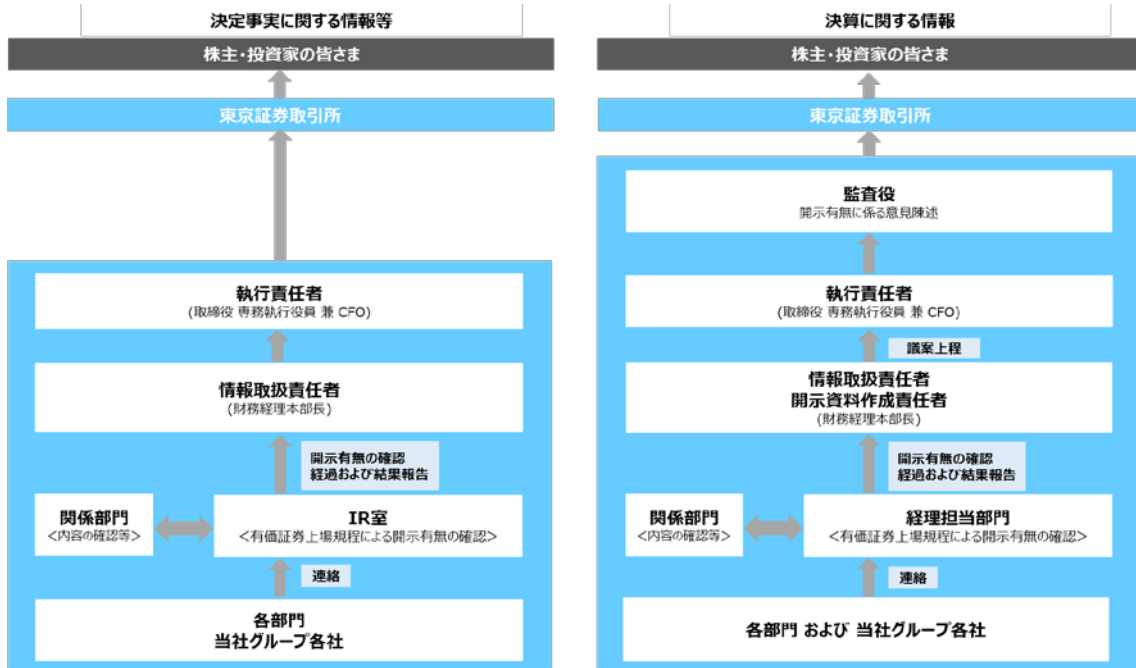 決定事実に関する情報等
株主・投資家の皆さま
東京証券取引所
執行責任者
(取締役 専務執行役員 兼 CFO)
情報取扱責任者
(財務経理本部長)
開示有無の確認
経過および結果報告
関係部門
<内容の確認等>
IR室
<有価証券上場規程による開示有無の確認>
連絡
各部門
当社グループ各社
決算に関する情報
株主・投資家の皆さま
東京証券取引所
監査役
開示有無に係る意見陳述
執行責任者
(取締役 専務執行役員 兼 CFO)
議案上程
情報取扱責任者
開示資料作成責任者
(財務経理本部長)
開示有無の確認
経過および結果報告
関係部門
<内容の確認等>
経理担当部門
<有価証券上場規程による開示有無の確認>
連絡
各部門 および 当社グループ各社